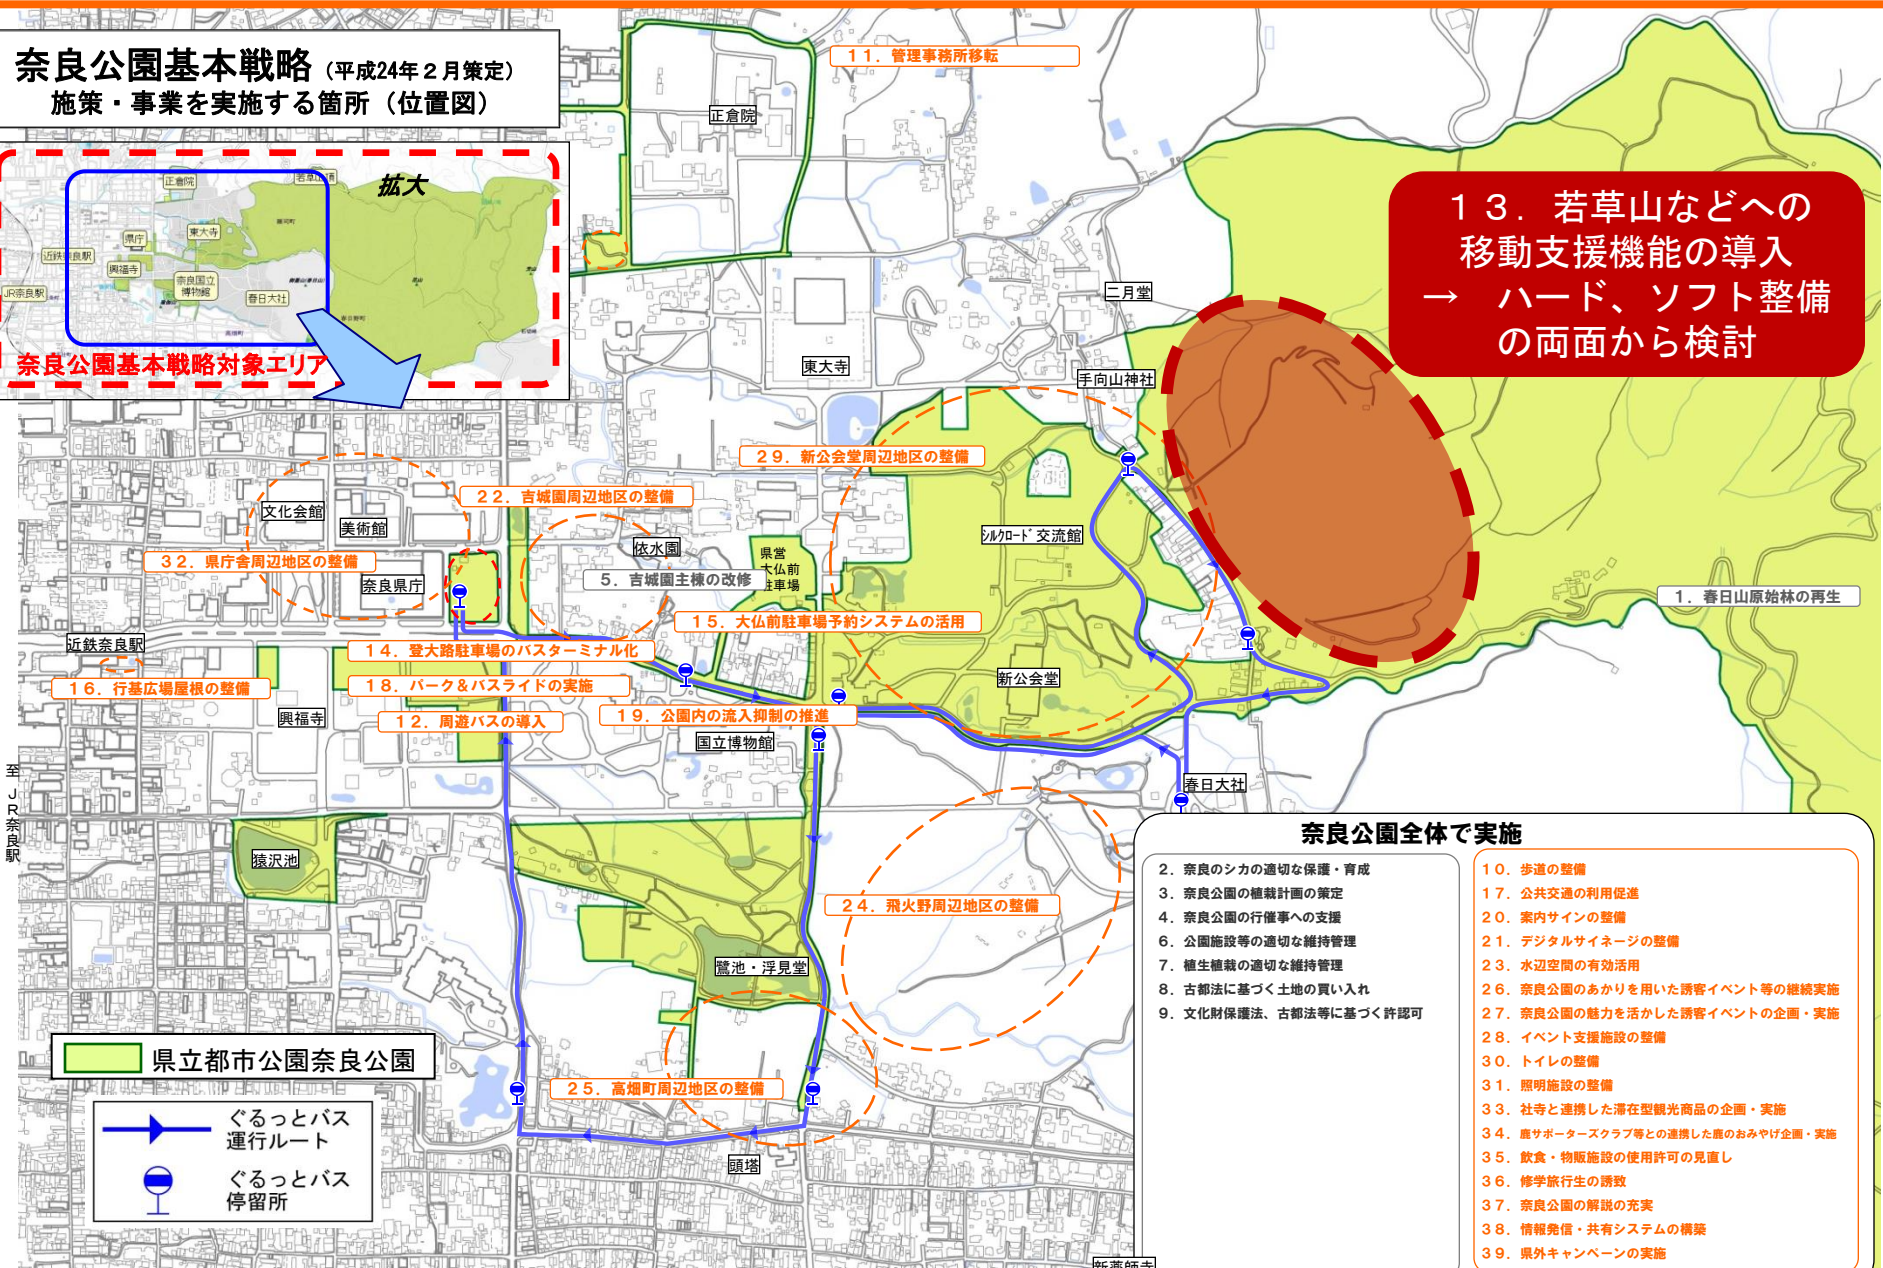 奈良公園基本戦略（平成24年２月策定）
施策・事業を実施する箇所（位置図）
正倉院
若草山頂
拡大
県庁
東大寺
近鉄奈良駅
興福寺
奈良国立
博物館
JR奈良駅
春日大社
奈良公園基本戦略対象エリア
１１．管理事務所移転
正倉院
１３．若草山などへの
移動支援機能の導入
→　ハード、ソフト整備
の両面から検討
二月堂
東大寺
手向山神社
２９．新公会堂周辺地区の整備
２２．吉城園周辺地区の整備
文化会館
美術館
シルクロード交流館
依水園
県営
大仏前
駐車場
３２．県庁舎周辺地区の整備
５．吉城園主棟の改修
奈良県庁
１．春日山原始林の再生
１５．大仏前駐車場予約システムの活用
近鉄奈良駅
１４．登大路駐車場のバスターミナル化
１６．行基広場屋根の整備
１８．パーク＆バスライドの実施
新公会堂
興福寺
１２．周遊バスの導入
１９．公園内の流入抑制の推進
国立博物館
至　ＪＲ奈良駅
春日大社
猿沢池
２４．飛火野周辺地区の整備
鷺池・浮見堂
２５．高畑町周辺地区の整備
頭塔
新薬師寺
県立都市公園奈良公園
ぐるっとバス
運行ルート
ぐるっとバス
停留所
奈良公園全体で実施
２．奈良のシカの適切な保護・育成
３．奈良公園の植栽計画の策定
４．奈良公園の行催事への支援
６．公園施設等の適切な維持管理
７．植生植栽の適切な維持管理
８．古都法に基づく土地の買い入れ
９．文化財保護法、古都法等に基づく許認可
１０．歩道の整備
１７．公共交通の利用促進
２０．案内サインの整備
２１．デジタルサイネージの整備
２３．水辺空間の有効活用
２６．奈良公園のあかりを用いた誘客イベント等の継続実施
２７．奈良公園の魅力を活かした誘客イベントの企画・実施
２８．イベント支援施設の整備
３０．トイレの整備
３１．照明施設の整備
３３．社寺と連携した滞在型観光商品の企画・実施
３４．鹿サポーターズクラブ等との連携した鹿のおみやげ企画・実施
３５．飲食・物販施設の使用許可の見直し
３６．修学旅行生の誘致
３７．奈良公園の解説の充実
３８．情報発信・共有システムの構築
３９．県外キャンペーンの実施